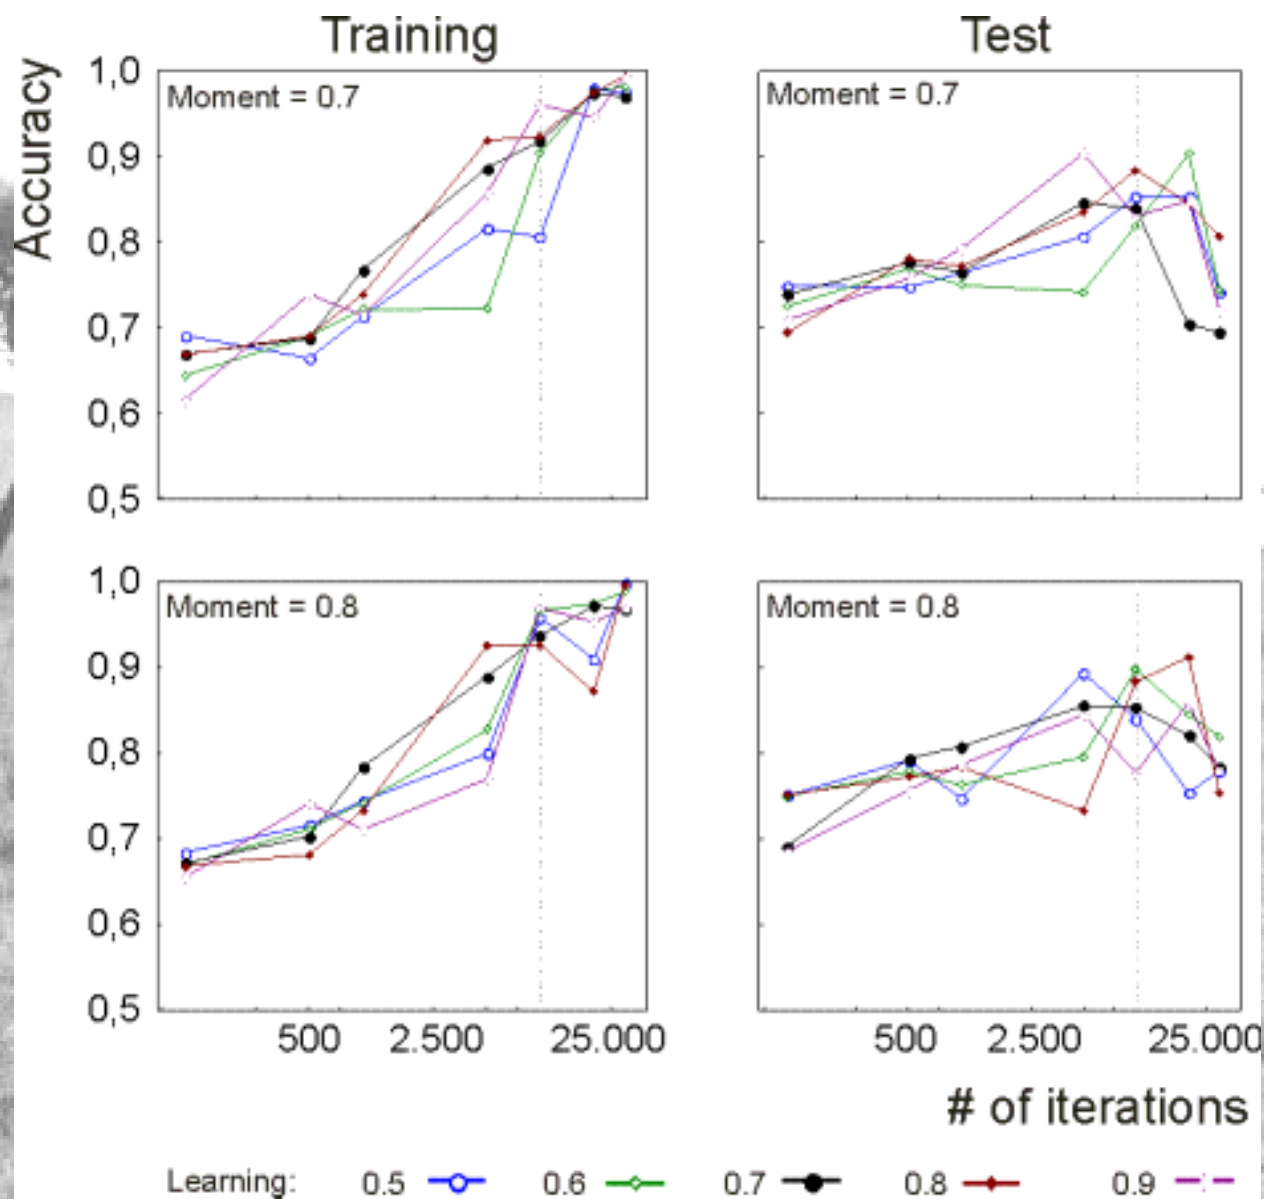 Training
Test
Accuracy
1,0
0,9
0,8
0,7
0,6
0,5
Moment = 0.7
Moment = 0.7
1,0
0,9
0,8
0,7
0,6
0,5
Moment = 0.8
Moment = 0.8
500 2.500 25.000
500 2.500 25.000
# of iterations
Learning: 0.5 0.6 0.7 0.8 0.9